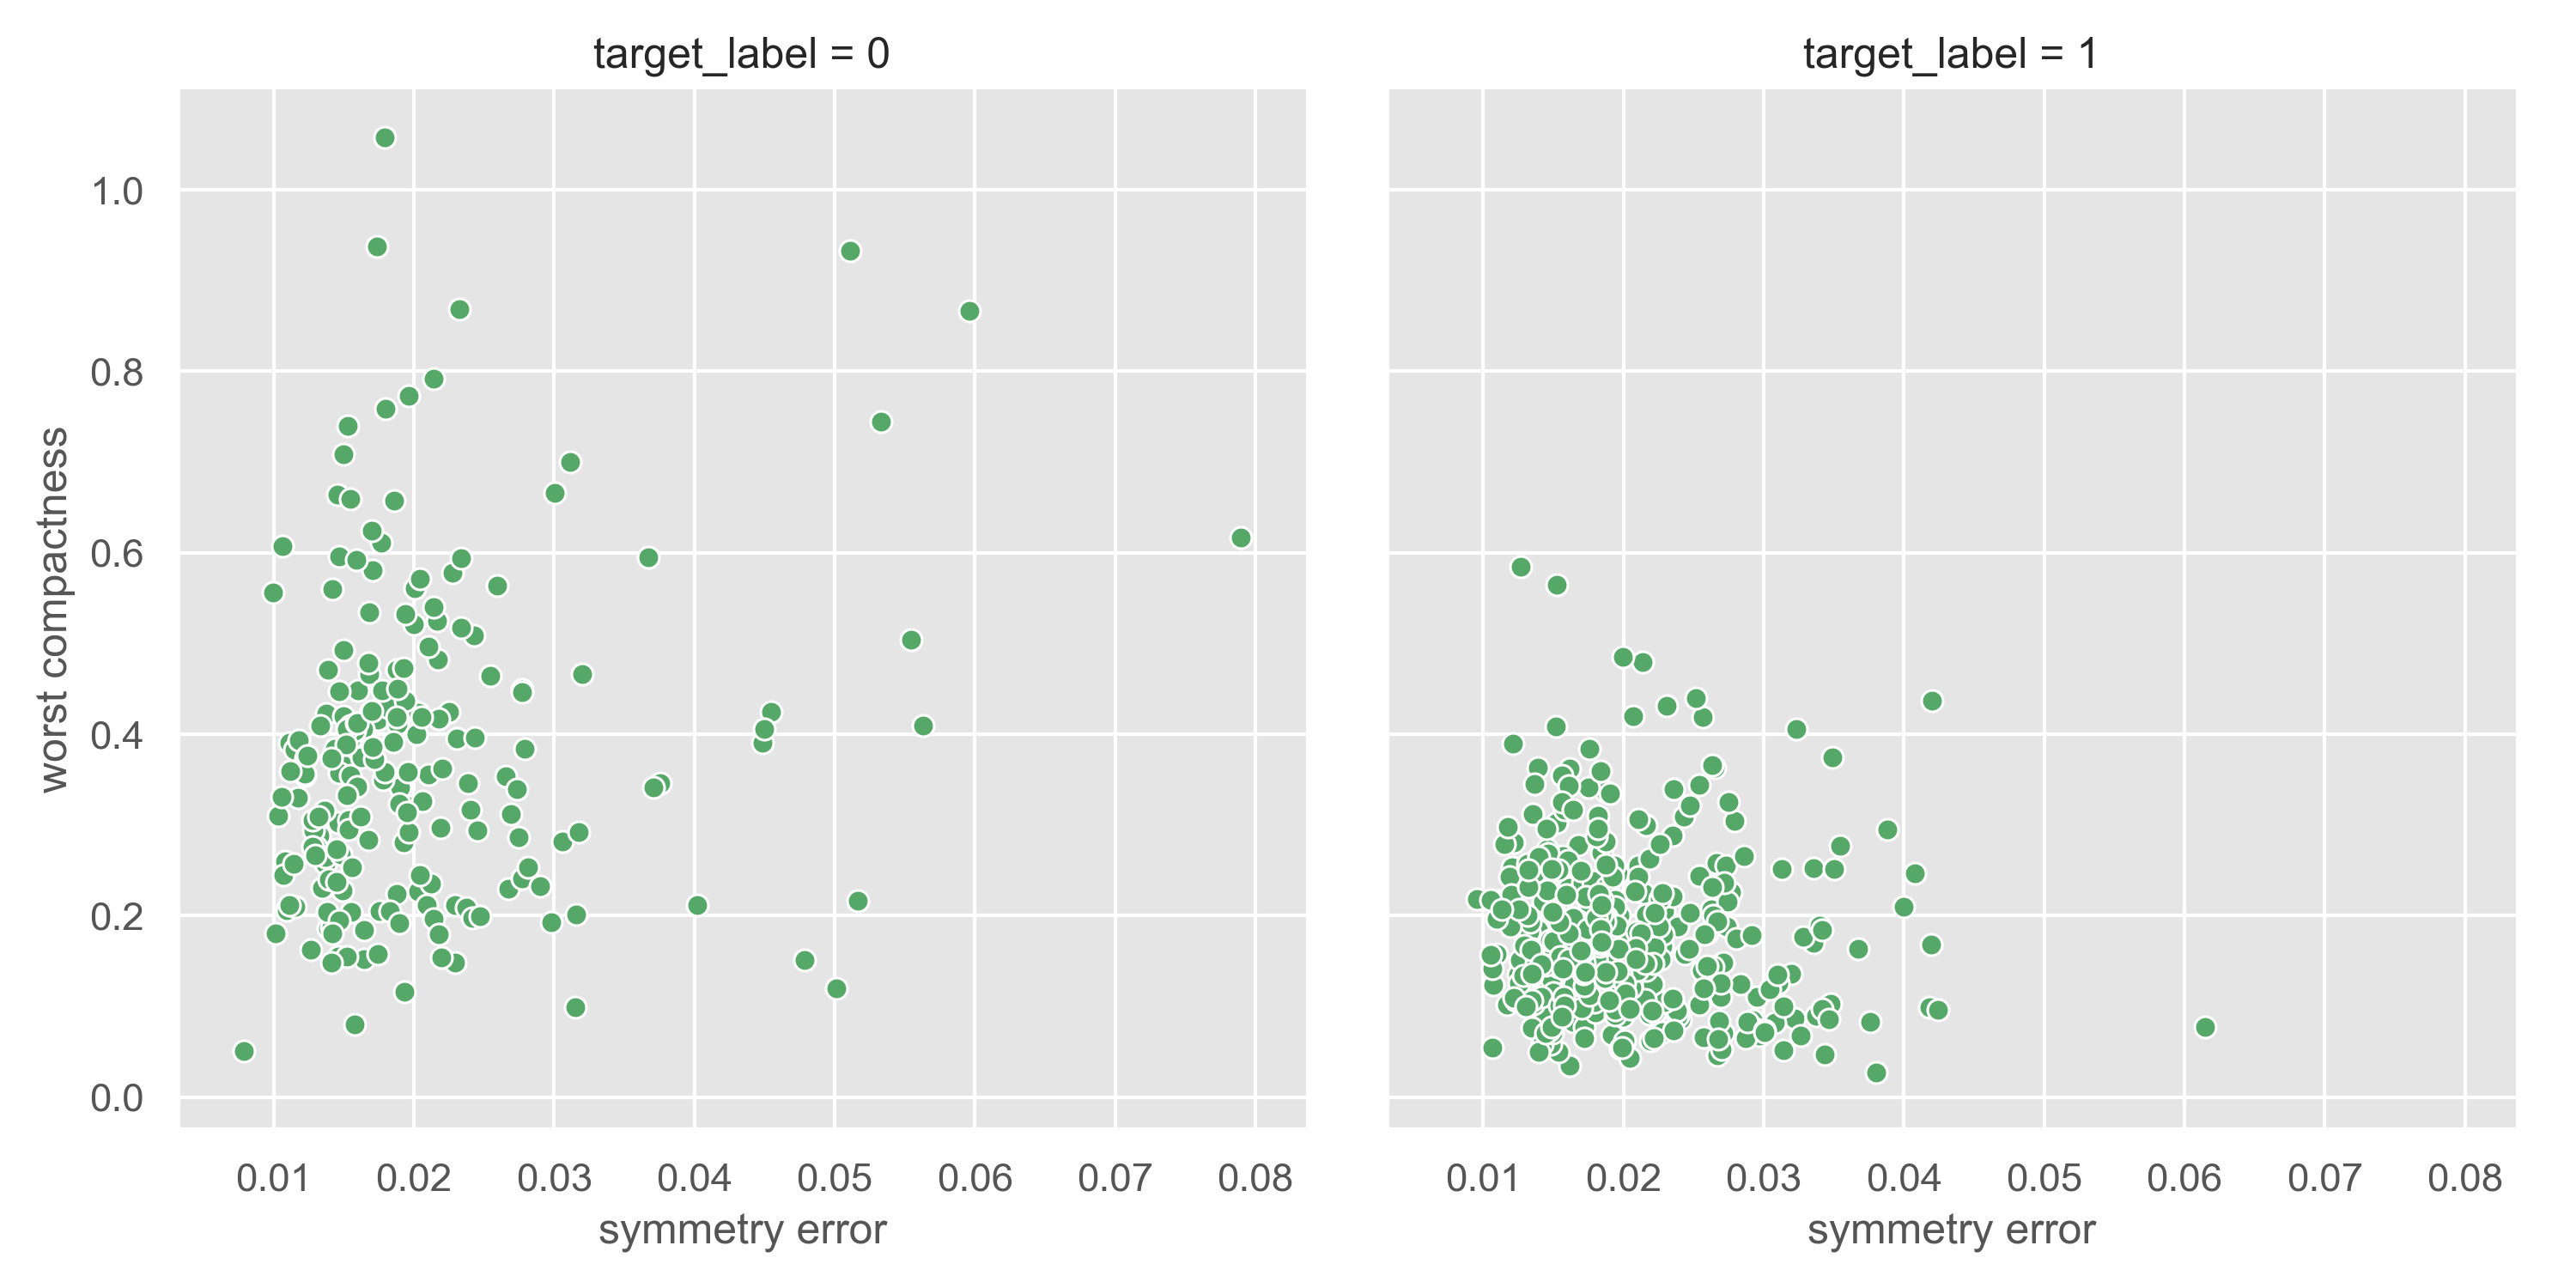 target_label = 0
target_label = 1
worst compactness
1.0
0.8
0.6
0.4
0.2
0.0
0.01 0.02 0.03 0.04 0.05 0.06 0.07 0.08
0.01 0.02 0.03 0.04 0.05 0.06 0.07 0.08
symmetry error
symmetry error